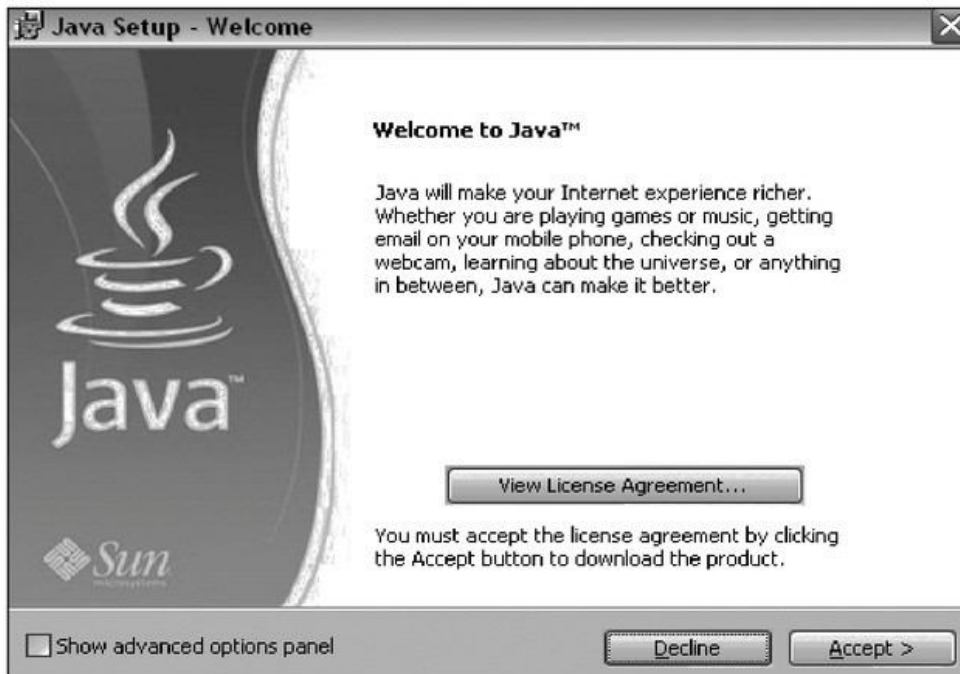 Java Setup - Welcome
Welcome to Java™
Java will make your Internet experience richer.
Whether you are playing games or music, getting
email on your mobile phone, checking out a
webcam, learning about the universe, or anything
in between, Java can make it better.
Java™
View License Agreement...
You must accept the license agreement by clicking
the Accept button to download the product.
Sun
microsystems
Show advanced options panel
Decline
Accept >